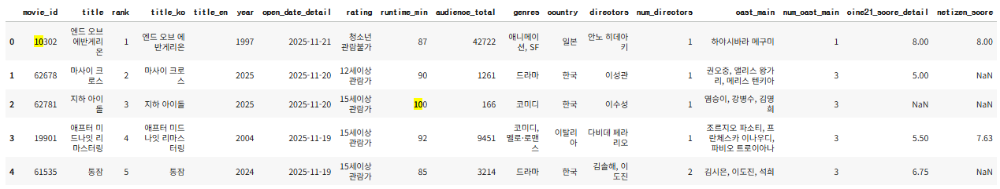 movie_id title rank title_ko title_en year open_date_detail rating runtime_min audience_total genres country directors num_directors cast_main num_cast_main cine21_score_detail netizen_score
0 10302 엔드 오브 에반게리온 1 엔드 오브 에반게리온 1997 2025-11-21 청소년 관람불가 87 42722 애니메이션, SF 일본 안노 히데아키 1 하야시바라 메구미 1 8.00 8.00
1 62678 마사이 크로스 2 마사이 크로스 2025 2025-11-20 12세이상 관람가 90 1261 드라마 한국 이성관 1 권오중, 앨리스 왕가리, 메리스 텐키아 3 5.00 NaN
2 62781 지하 아이돌 3 지하 아이돌 2025 2025-11-20 15세이상 관람가 100 166 코미디 한국 이수성 1 염승이, 강병수, 김영희 3 NaN NaN
3 19901 애프터 미드나잇 리마스터링 4 애프터 미드나잇 리마스터링 2004 2025-11-19 15세이상 관람가 92 9451 코미디, 멜로·로맨스 이탈리아 다비데 페라리오 1 조르지오 파소티, 프란체스카 이나우디, 파비오 트로이아나 3 5.50 7.63
4 61535 통잠 5 통잠 2024 2025-11-19 15세이상 관람가 85 3214 드라마 한국 김솔해, 이도진 2 김시은, 이도진, 석희 3 6.75 NaN